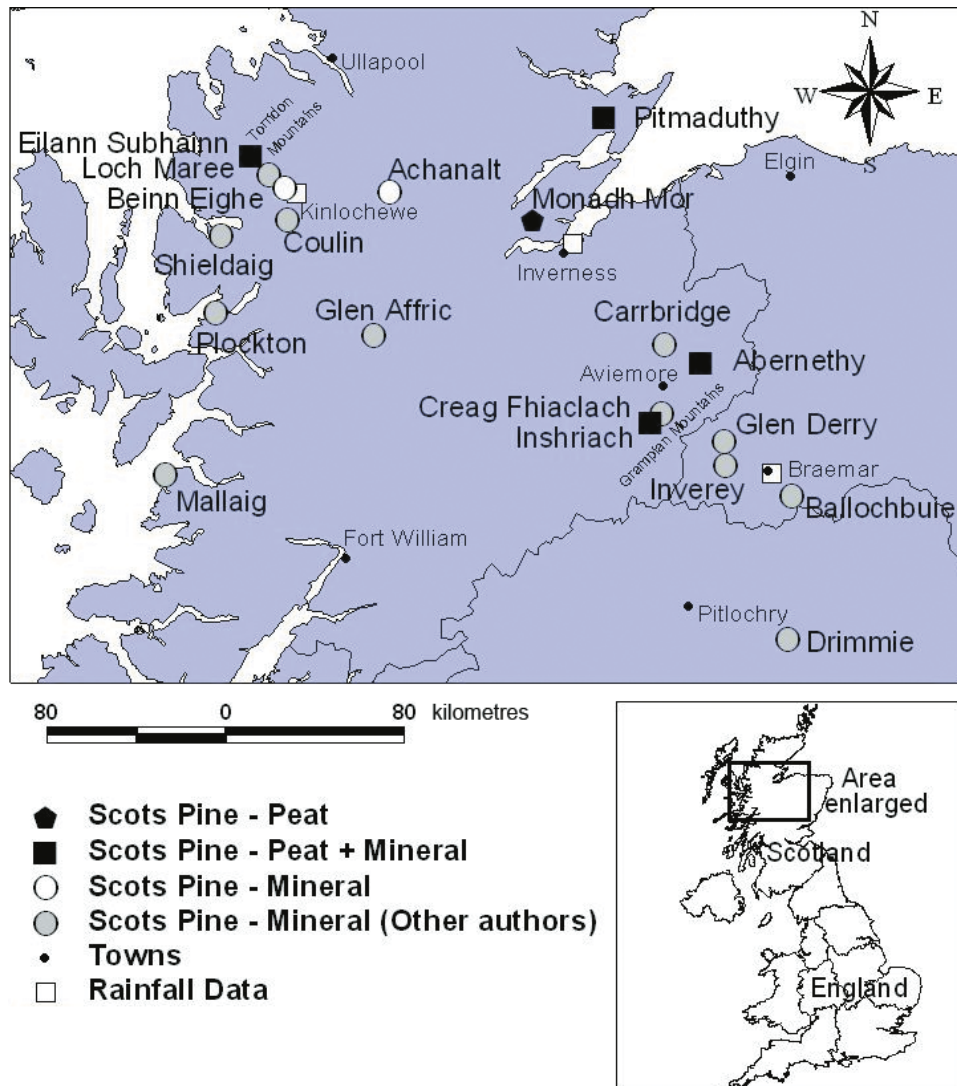 N
W
E
S
Ullapool
Torridon
Mountains
Eilann Subhainn
Loch Maree
Beinn Eighe
Achanalt
Pitmaduthy
Elgin
Monadh Mor
Kinlochewe
Coulin
Shieldaig
Inverness
Glen Affric
Carrbridge
Plockton
Abernethy
Aviemore
Creag Fhiaclach
Inshriach
Grampian Mountains
Glen Derry
Inverey
Braemar
Ballochbuie
Mallaig
Fort William
Pitlochry
Drimmie
80 0 80 kilometres
Scots Pine - Peat
Scots Pine - Peat + Mineral
Scots Pine - Mineral
Scots Pine - Mineral (Other authors)
Towns
Rainfall Data
Area
enlarged
Scotland
England